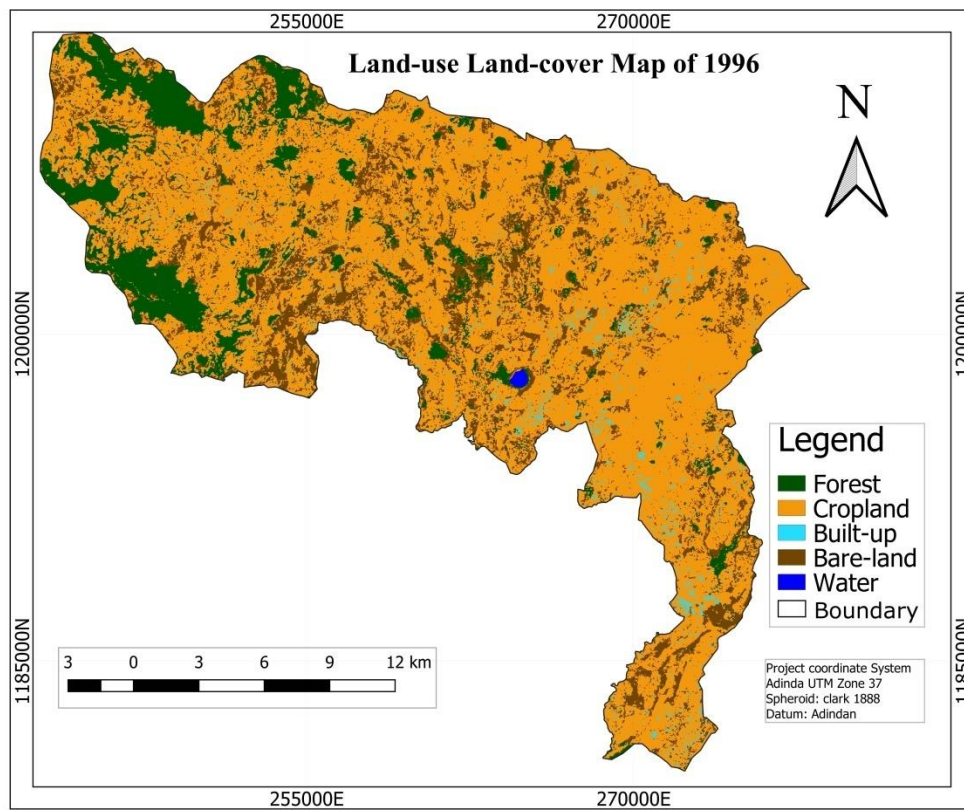 255000E 270000E
Land-use Land-cover Map of 1996
N
1200000N 1200000N
Legend
Forest
Cropland
Built-up
Bare-land
Water
Boundary
3 0 3 6 9 12 km
1185000N 1185000N
Project coordinate System
Adinda UTM Zone 37
Spheroid: clark 1888
Datum: Adindan
255000E 270000E